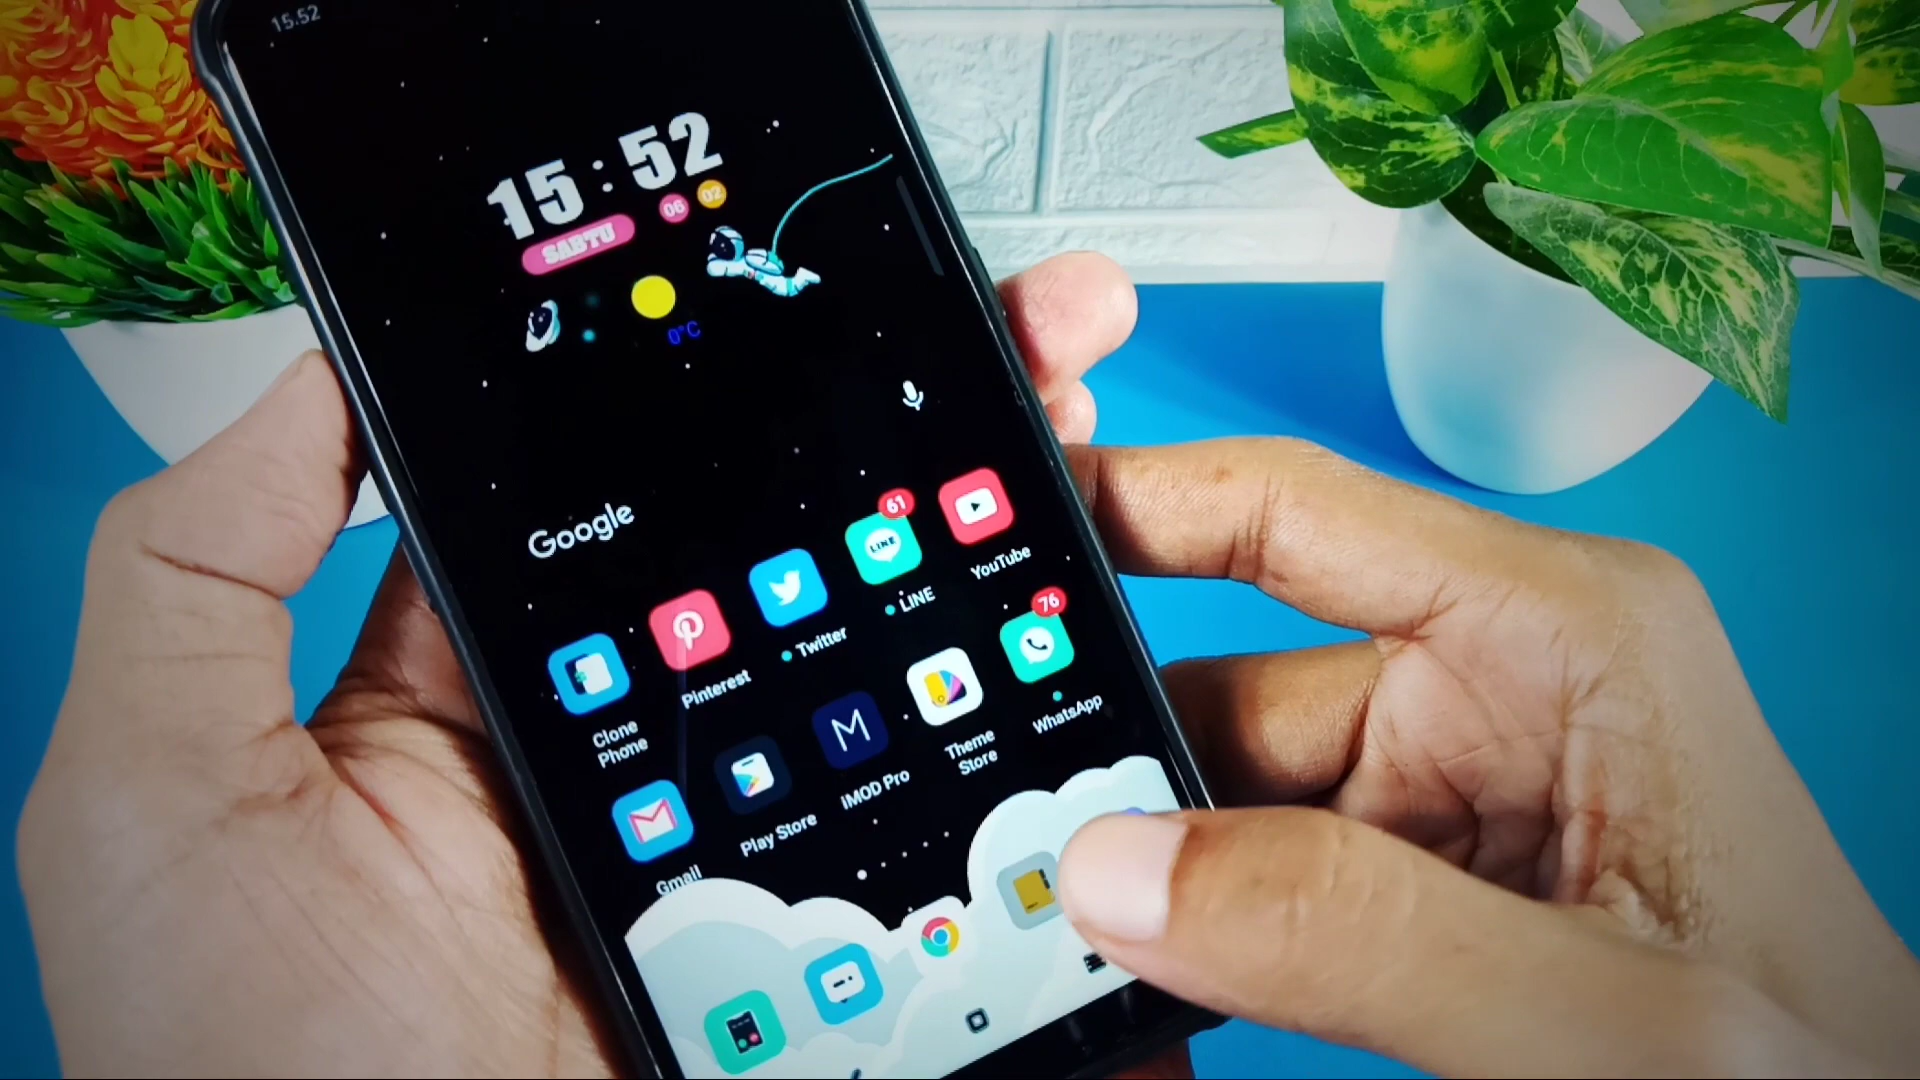 15.52
15:52
SABTU
06
02
0°C
Google
61
LINE
76
YouTube
LINE
Twitter
Pinterest
Clone
Phone
WhatsApp
Theme
Store
M
iMOD Pro
Play Store
Gmail